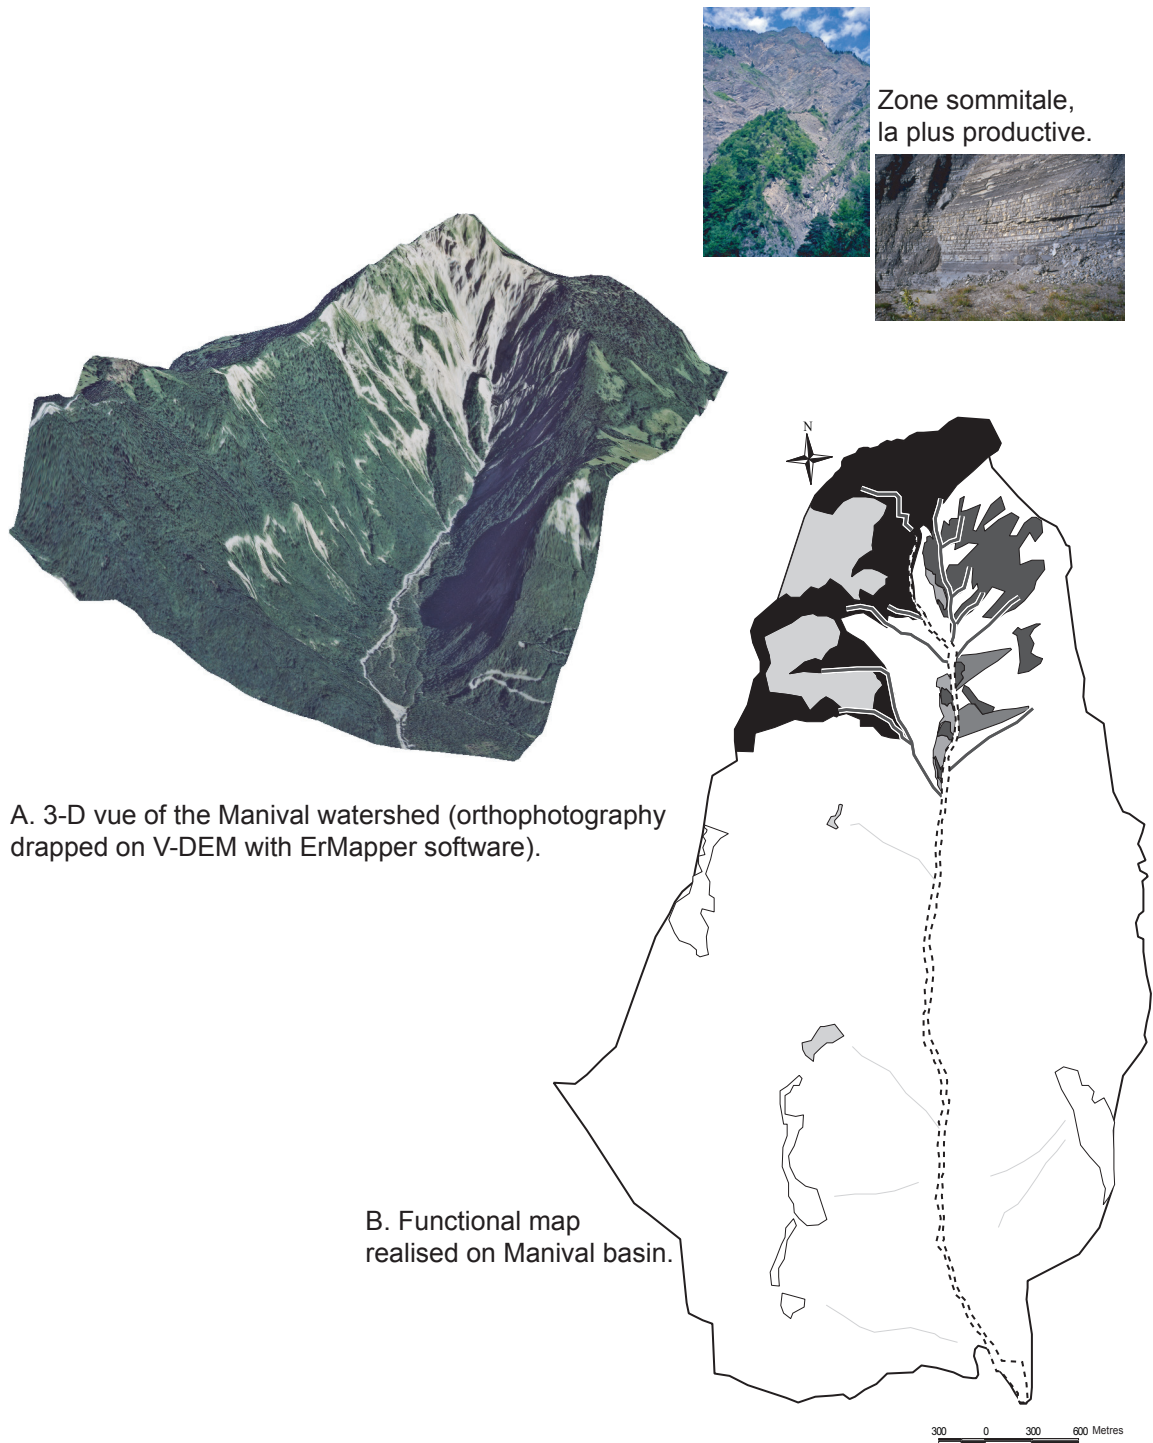 Zone sommitale,
la plus productive.
N
A. 3-D vue of the Manival watershed (orthophotography
drapped on V-DEM with ErMapper software).
B. Functional map
realised on Manival basin.
300 0 300 600 Metres